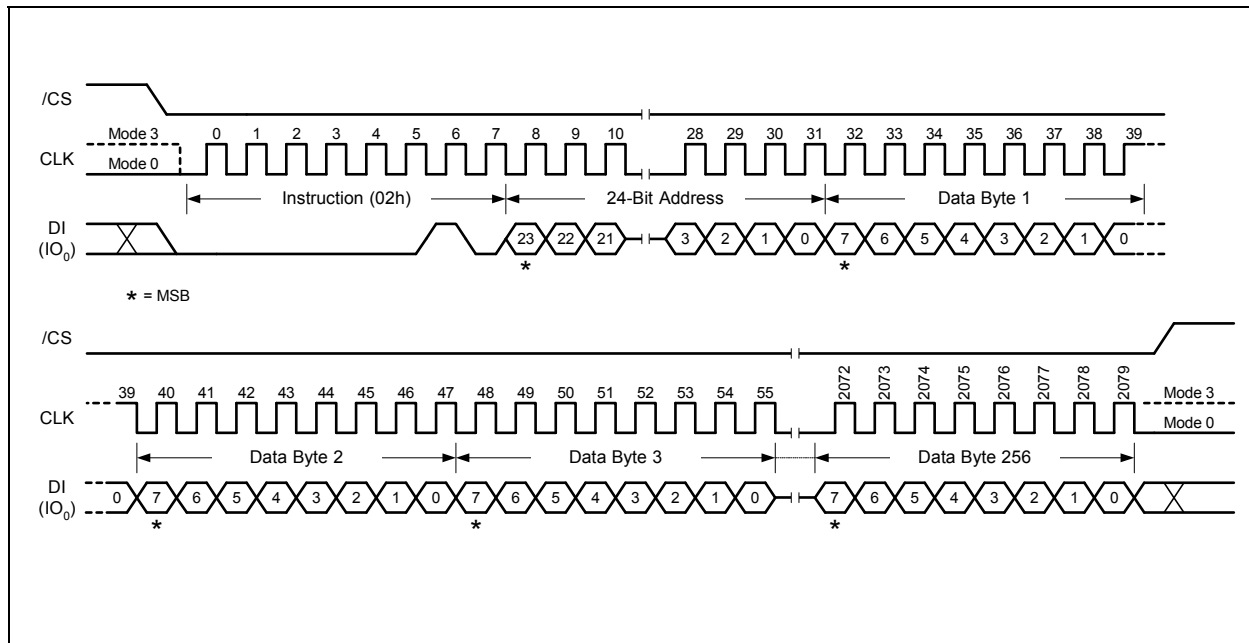 /CS
Mode 3 0 1 2 3 4 5 6 7 8 9 10 28 29 30 31 32 33 34 35 36 37 38 39
CLK Mode 0
Instruction (02h) 24-Bit Address Data Byte 1
DI
(IO0) 23 22 21 3 2 1 0 7 6 5 4 3 2 1 0
* *
* = MSB
/CS
39 40 41 42 43 44 45 46 47 48 49 50 51 52 53 54 55 2072 2073 2074 2075 2076 2077 2078 2079 Mode 3
CLK Mode 0
Data Byte 2 Data Byte 3 Data Byte 256
DI
(IO0) 0 7 6 5 4 3 2 1 0 7 6 5 4 3 2 1 0 7 6 5 4 3 2 1 0
* * *